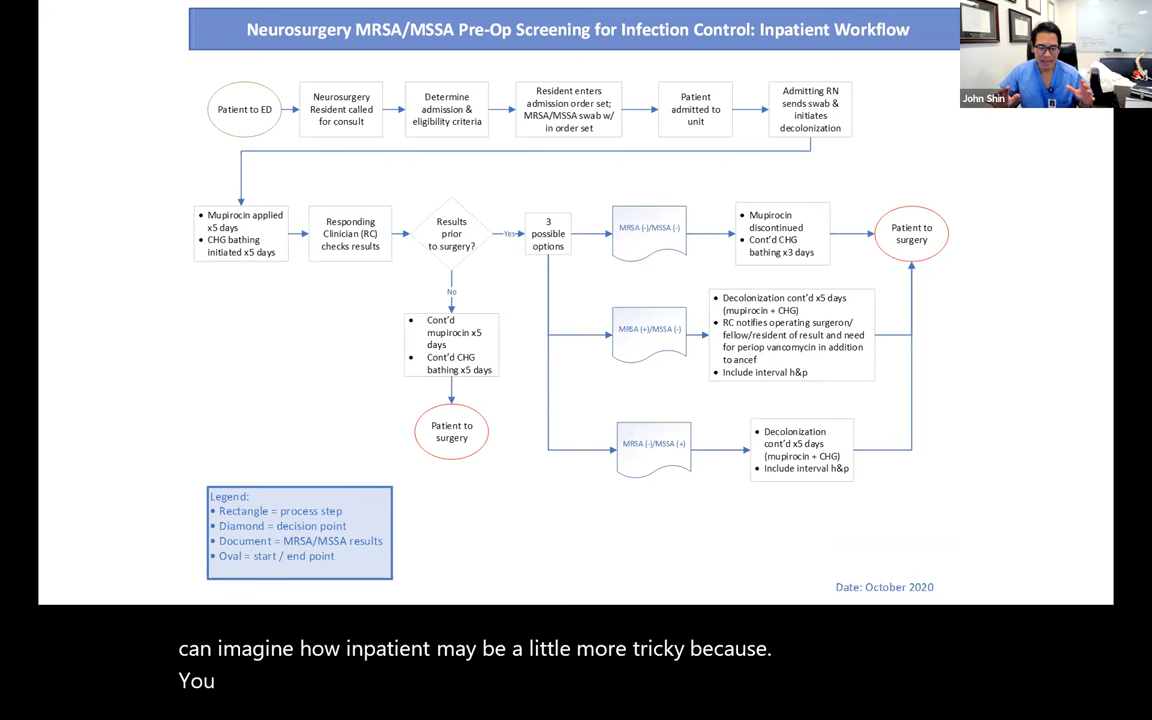 Neurosurgery MRSA/MSSA Pre-Op Screening for Infection Control: Inpatient Workflow
John Shin
Patient to ED
Neurosurgery
Resident called
for consult
Determine
admission &
eligibility criteria
Resident enters
admission order set;
MRSA/MSSA swab w/
in order set
Patient
admitted to
unit
Admitting RN
sends swab &
initiates
decolonization
• Mupirocin applied
x5 days
• CHG bathing
initiated x5 days
Responding
Clinician (RC)
checks results
Results
prior
to surgery?
Yes
3
possible
options
MRSA (-)/MSSA (-)
• Mupirocin
discontinued
• Cont'd CHG
bathing x3 days
Patient to
surgery
No
• Cont'd
mupirocin x5
days
• Cont'd CHG
bathing x5 days
Patient to
surgery
MRSA (+)/MSSA (-)
• Decolonization cont'd x5 days
(mupirocin + CHG)
• RC notifies operating surgeron/
fellow/resident of result and need
for periop vancomycin in addition
to ancef
• Include interval h&p
MRSA (-)/MSSA (+)
• Decolonization
cont'd x5 days
(mupirocin + CHG)
• Include interval h&p
Legend:
• Rectangle = process step
• Diamond = decision point
• Document = MRSA/MSSA results
• Oval = start / end point
Date: October 2020
can imagine how inpatient may be a little more tricky because.
You